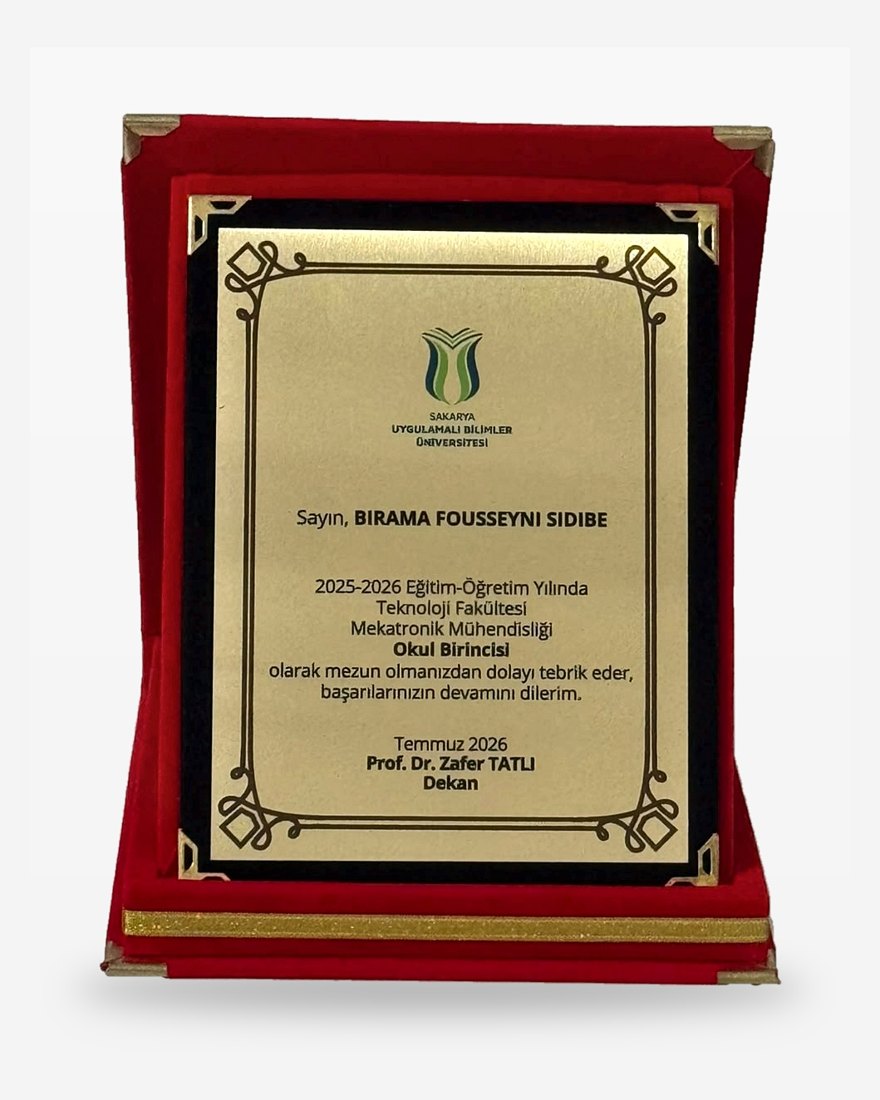 SAKARYA
UYGULAMALI BİLİMLER
ÜNİVERSİTESİ
Sayın, BIRAMA FOUSSEYNI SIDIBE
2025-2026 Eğitim-Öğretim Yılında
Teknoloji Fakültesi
Mekatronik Mühendisliği
Okul Birincisi
olarak mezun olmanızdan dolayı tebrik eder,
başarılarınızın devamını dilerim.
Temmuz 2026
Prof. Dr. Zafer TATLI
Dekan